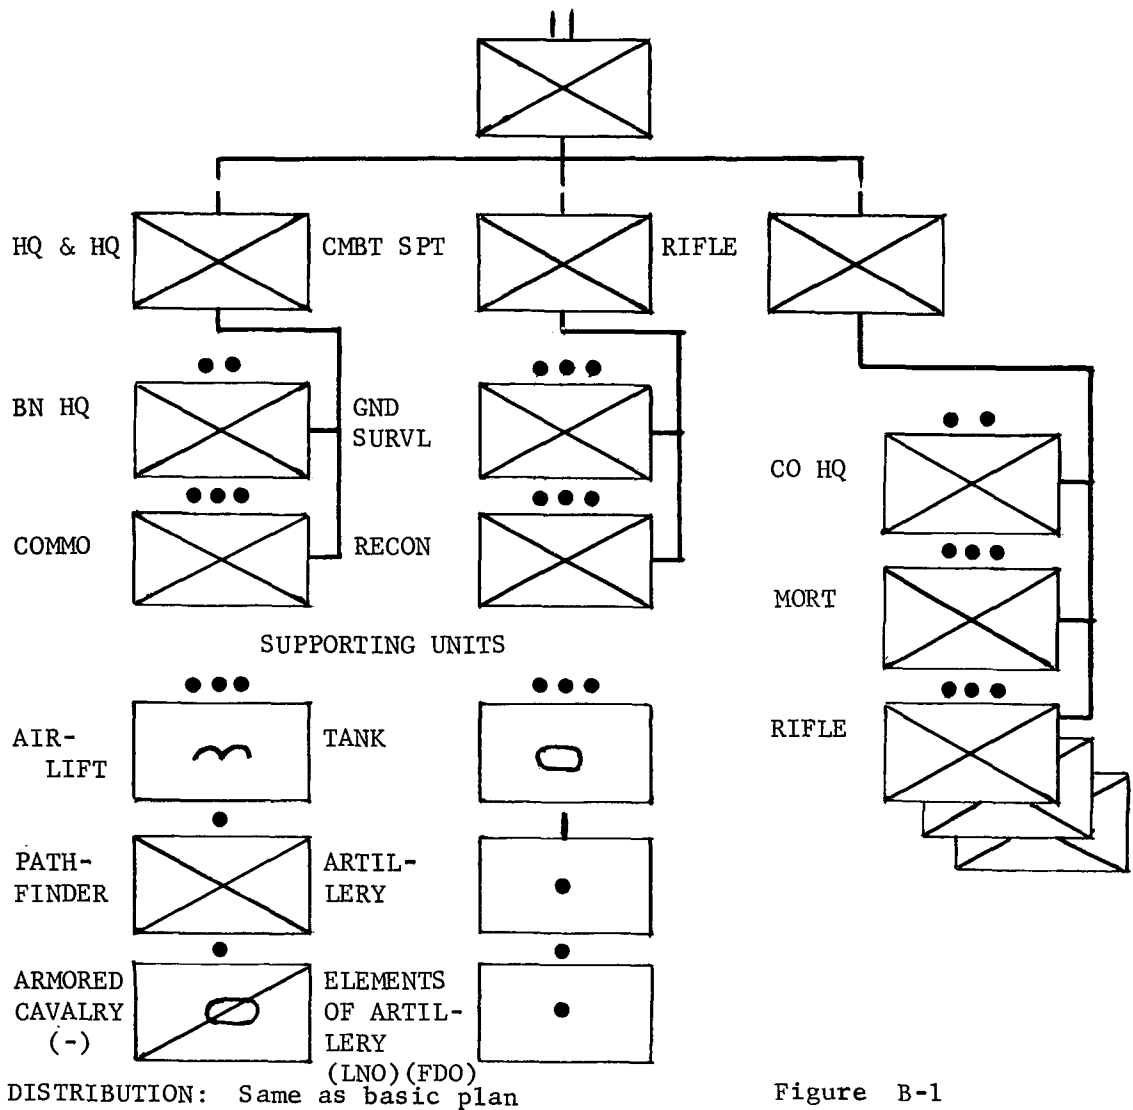 HQ & HQ
CMBT SPT
RIFLE
BN HQ
GND
SURVL
COMMO
RECON
CO HQ
MORT
RIFLE
SUPPORTING UNITS
AIR-
LIFT
TANK
PATH-
FINDER
ARTIL-
LERY
ARMORED
CAVALRY
(-)
ELEMENTS
OF ARTIL-
LERY
(LNO)(FDO)
DISTRIBUTION: Same as basic plan
Figure B-1